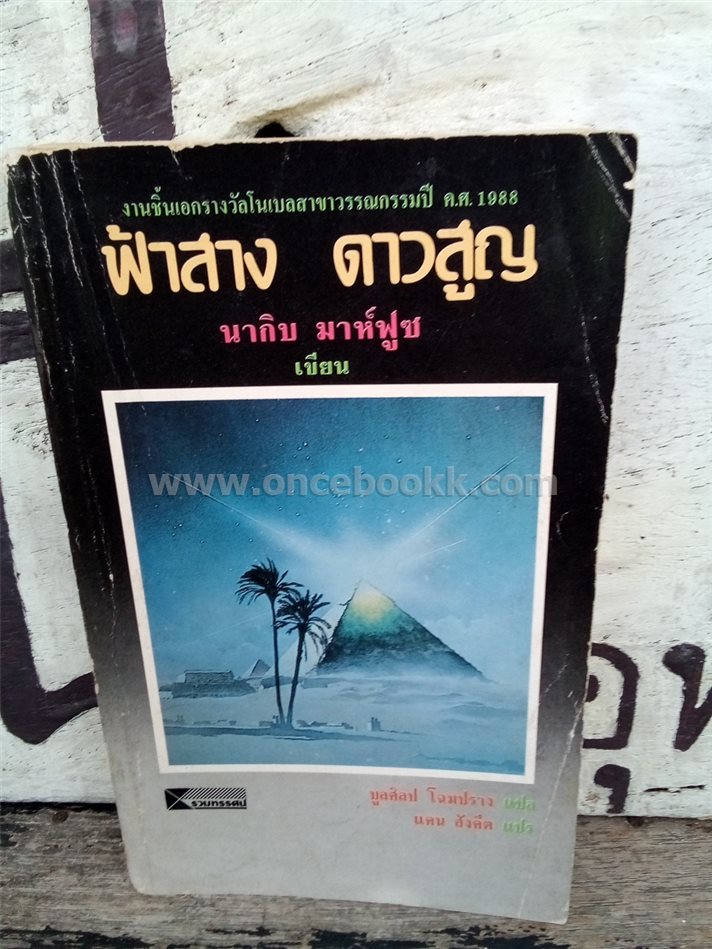 งานชิ้นเอกรางวัลโนเบลสาขาวรรณกรรมปี ค.ศ. 1988
ฟ้าสาง ดาวสูญ
นากิบ มาห์ฟูซ
เขียน
www.oncebookk.com
รวมทรรศน์
บูลศิลป โฉมปราง แปล
แดน สังคีต แปร